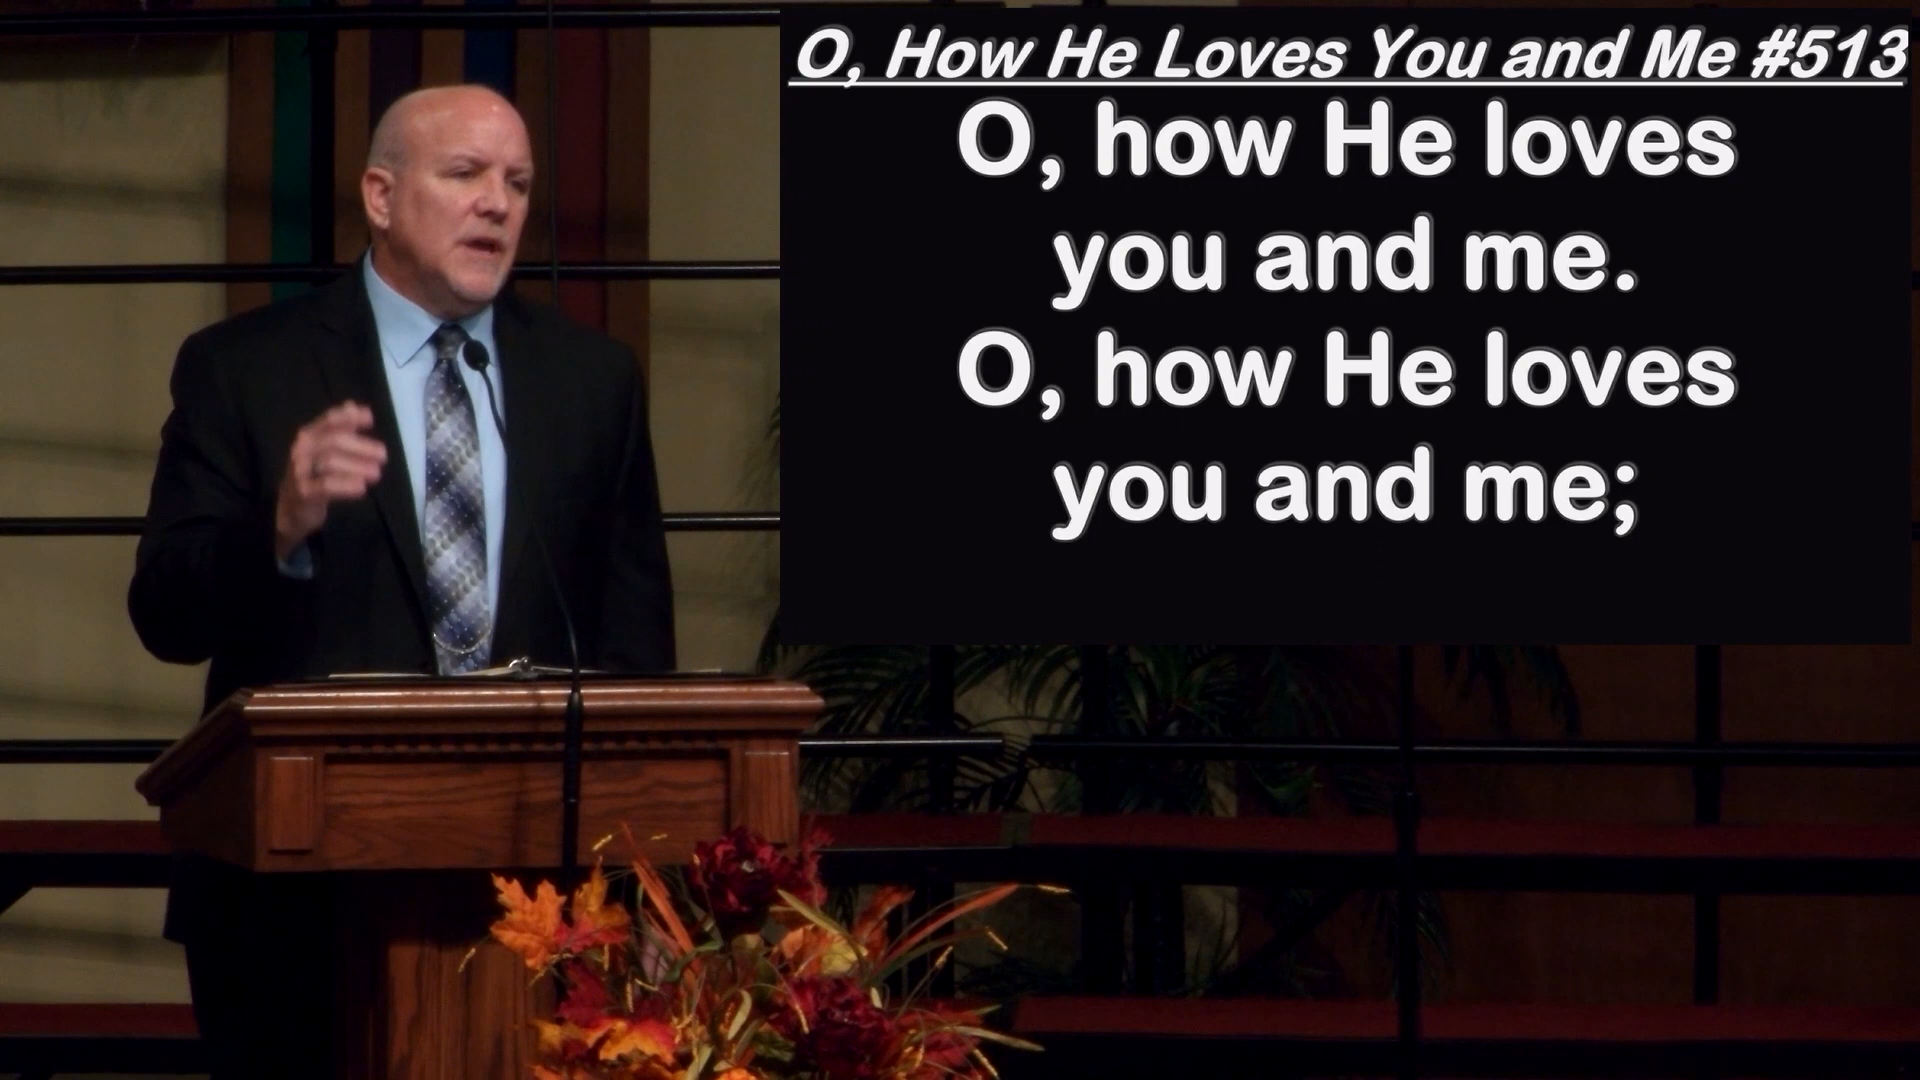 O, How He Loves You and Me #513
O, how He loves
you and me.
O, how He loves
you and me;